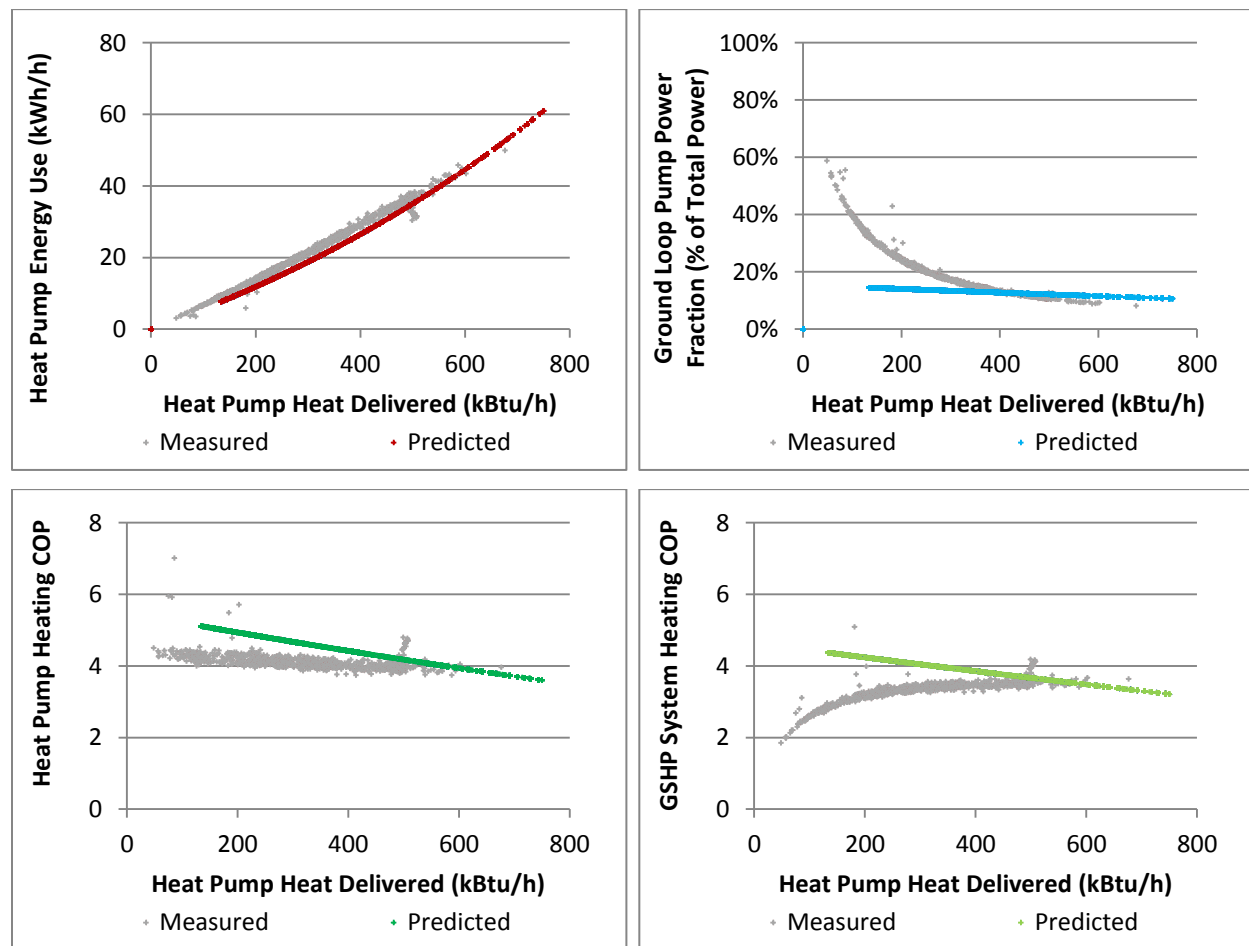 Heat Pump Energy Use (kWh/h)
80
60
40
20
0
0 200 400 600 800
Heat Pump Heat Delivered (kBtu/h)
Measured Predicted
Ground Loop Pump Power
Fraction (% of Total Power)
100%
80%
60%
40%
20%
0%
0 200 400 600 800
Heat Pump Heat Delivered (kBtu/h)
Measured Predicted
Heat Pump Heating COP
8
6
4
2
0
0 200 400 600 800
Heat Pump Heat Delivered (kBtu/h)
Measured Predicted
GSHP System Heating COP
8
6
4
2
0
0 200 400 600 800
Heat Pump Heat Delivered (kBtu/h)
Measured Predicted